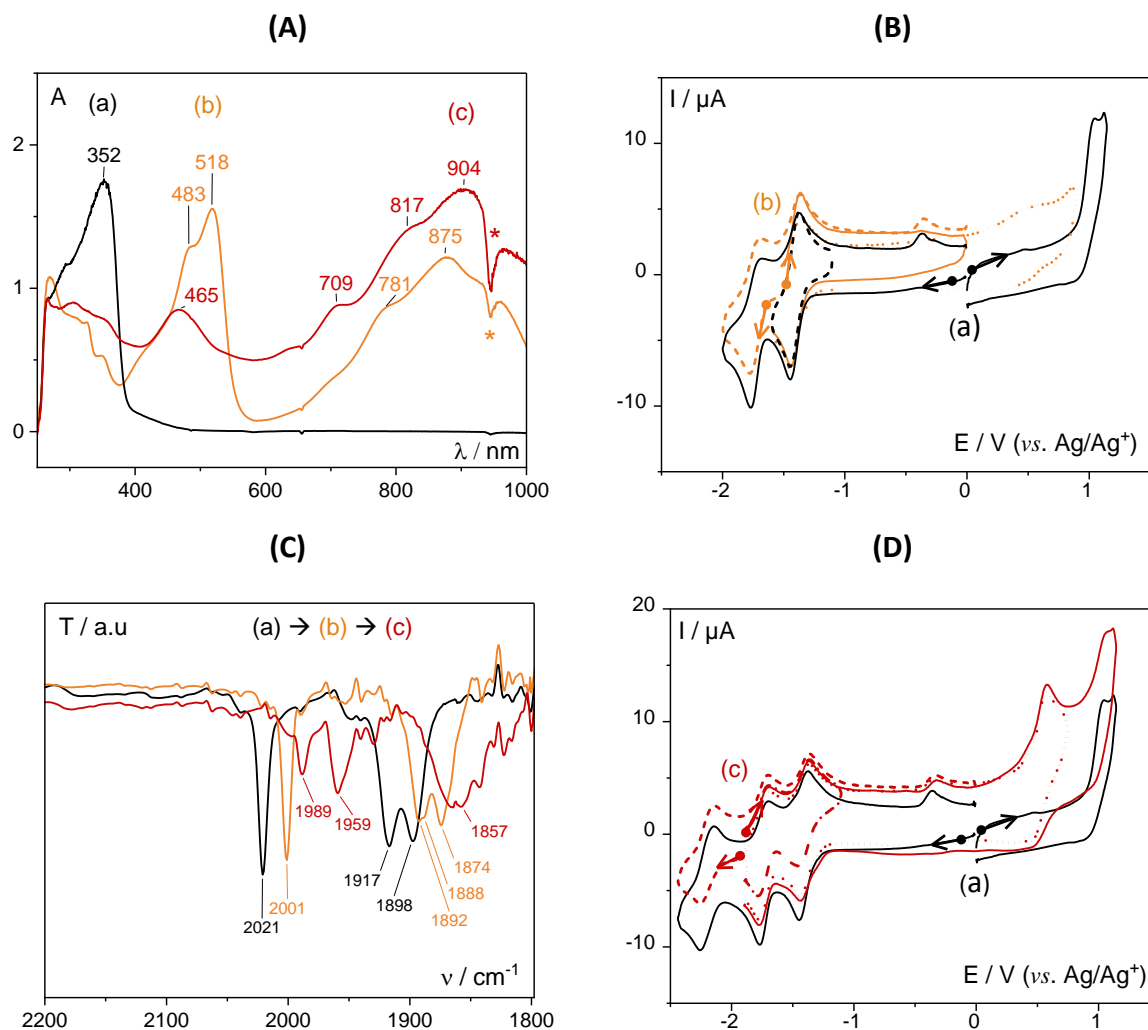 (A)
A
(a)
(b)
(c)
352
483
518
465
709
817
904
875
781
*
*
2
1
0
400
600
800
1000
λ / nm
(B)
I / µA
10
0
-10
(b)
(a)
E / V (vs. Ag/Ag+)
-2
-1
0
1
(C)
T / a.u
(a) → (b) → (c)
1989
1959
1857
1917
1898
1874
1888
1892
2021
2001
ν / cm-1
2200
2100
2000
1900
1800
(D)
20
I / µA
10
0
-10
(c)
(a)
E / V (vs. Ag/Ag+)
-2
-1
0
1